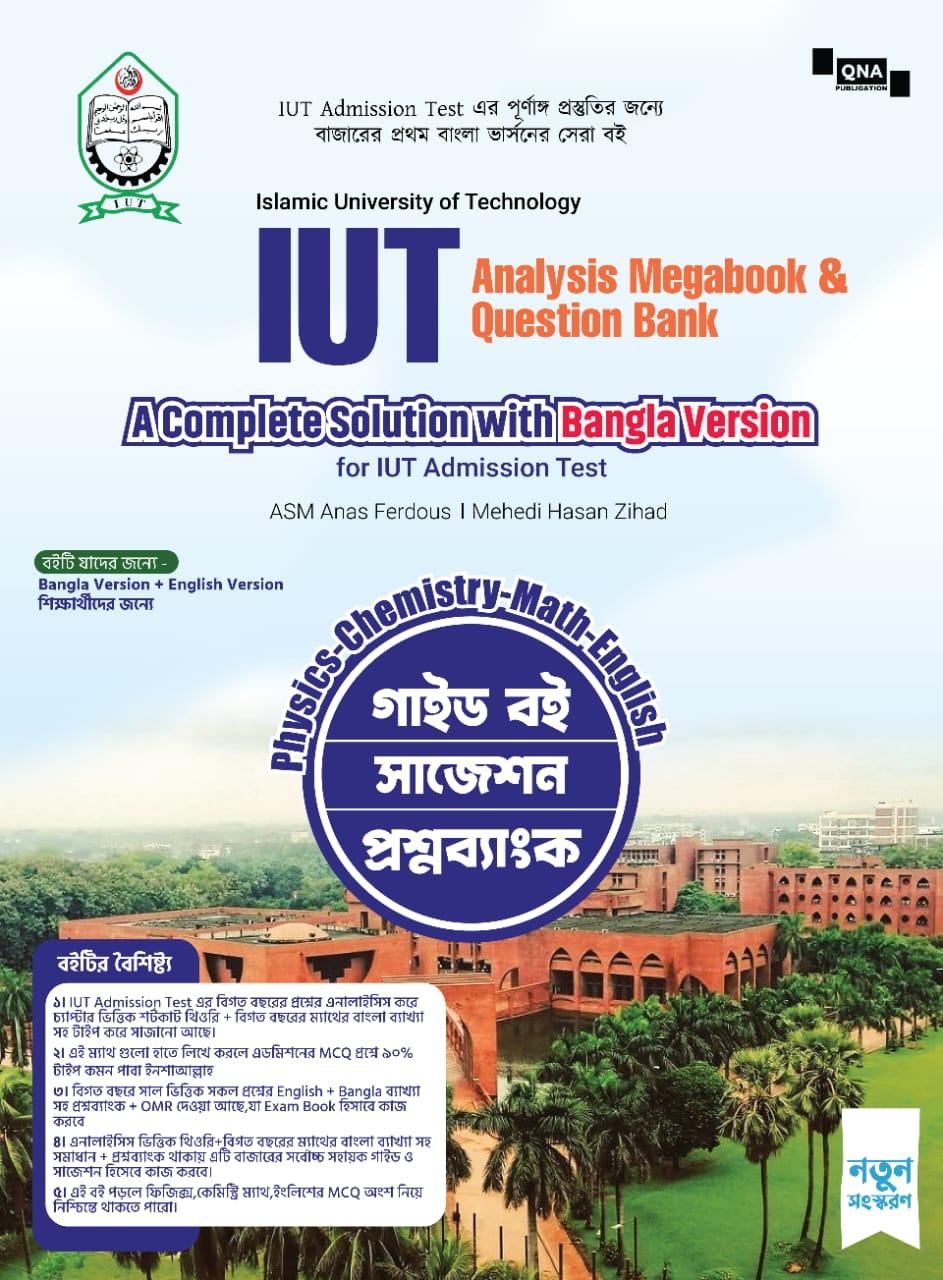 QNA
PUBLICATION
IUT Admission Test এর পূর্ণাঙ্গ প্রস্তুতির জন্যে
বাজারের প্রথম বাংলা ভার্সনের সেরা বই
IUT
Islamic University of Technology
IUT
Analysis Megabook &
Question Bank
A Complete Solution with Bangla Version
for IUT Admission Test
ASM Anas Ferdous | Mehedi Hasan Zihad
বইটি যাদের জন্যে -
Bangla Version + English Version
শিক্ষার্থীদের জন্যে
Physics-Chemistry-Math-English
গাইড বই
সাজেশন
প্রশ্নব্যাংক
বইটির বৈশিষ্ট্য
১। IUT Admission Test এর বিগত বছরের প্রশ্নের এনালাইসিস করে
চ্যাপ্টার ভিত্তিক শর্টকাট থিওরি + বিগত বছরের ম্যাথের বাংলা ব্যাখ্যা
সহ টাইপ করে সাজানো আছে।
২। এই ম্যাথ গুলো হাতে লিখে করলে এডমিশনের MCQ প্রশ্নে ৯০%
টাইপ কমন পাবা ইনশাআল্লাহ
৩। বিগত বছরে সাল ভিত্তিক সকল প্রশ্নের English + Bangla ব্যাখ্যা
সহ প্রশ্নব্যাংক + OMR দেওয়া আছে,যা Exam Book হিসাবে কাজ
করবে
৪। এনালাইসিস ভিত্তিক থিওরি+বিগত বছরের ম্যাথের বাংলা ব্যাখ্যা সহ
সমাধান + প্রশ্নব্যাংক থাকায় এটি বাজারের সর্বোচ্চ সহায়ক গাইড ও
সাজেশন হিসেবে কাজ করবে।
৫। এই বই পড়লে ফিজিক্স,কেমিস্ট্রি ম্যাথ,ইংলিশের MCQ অংশ নিয়ে
নিশ্চিন্তে থাকতে পারো।
নতুন
সংস্করণ